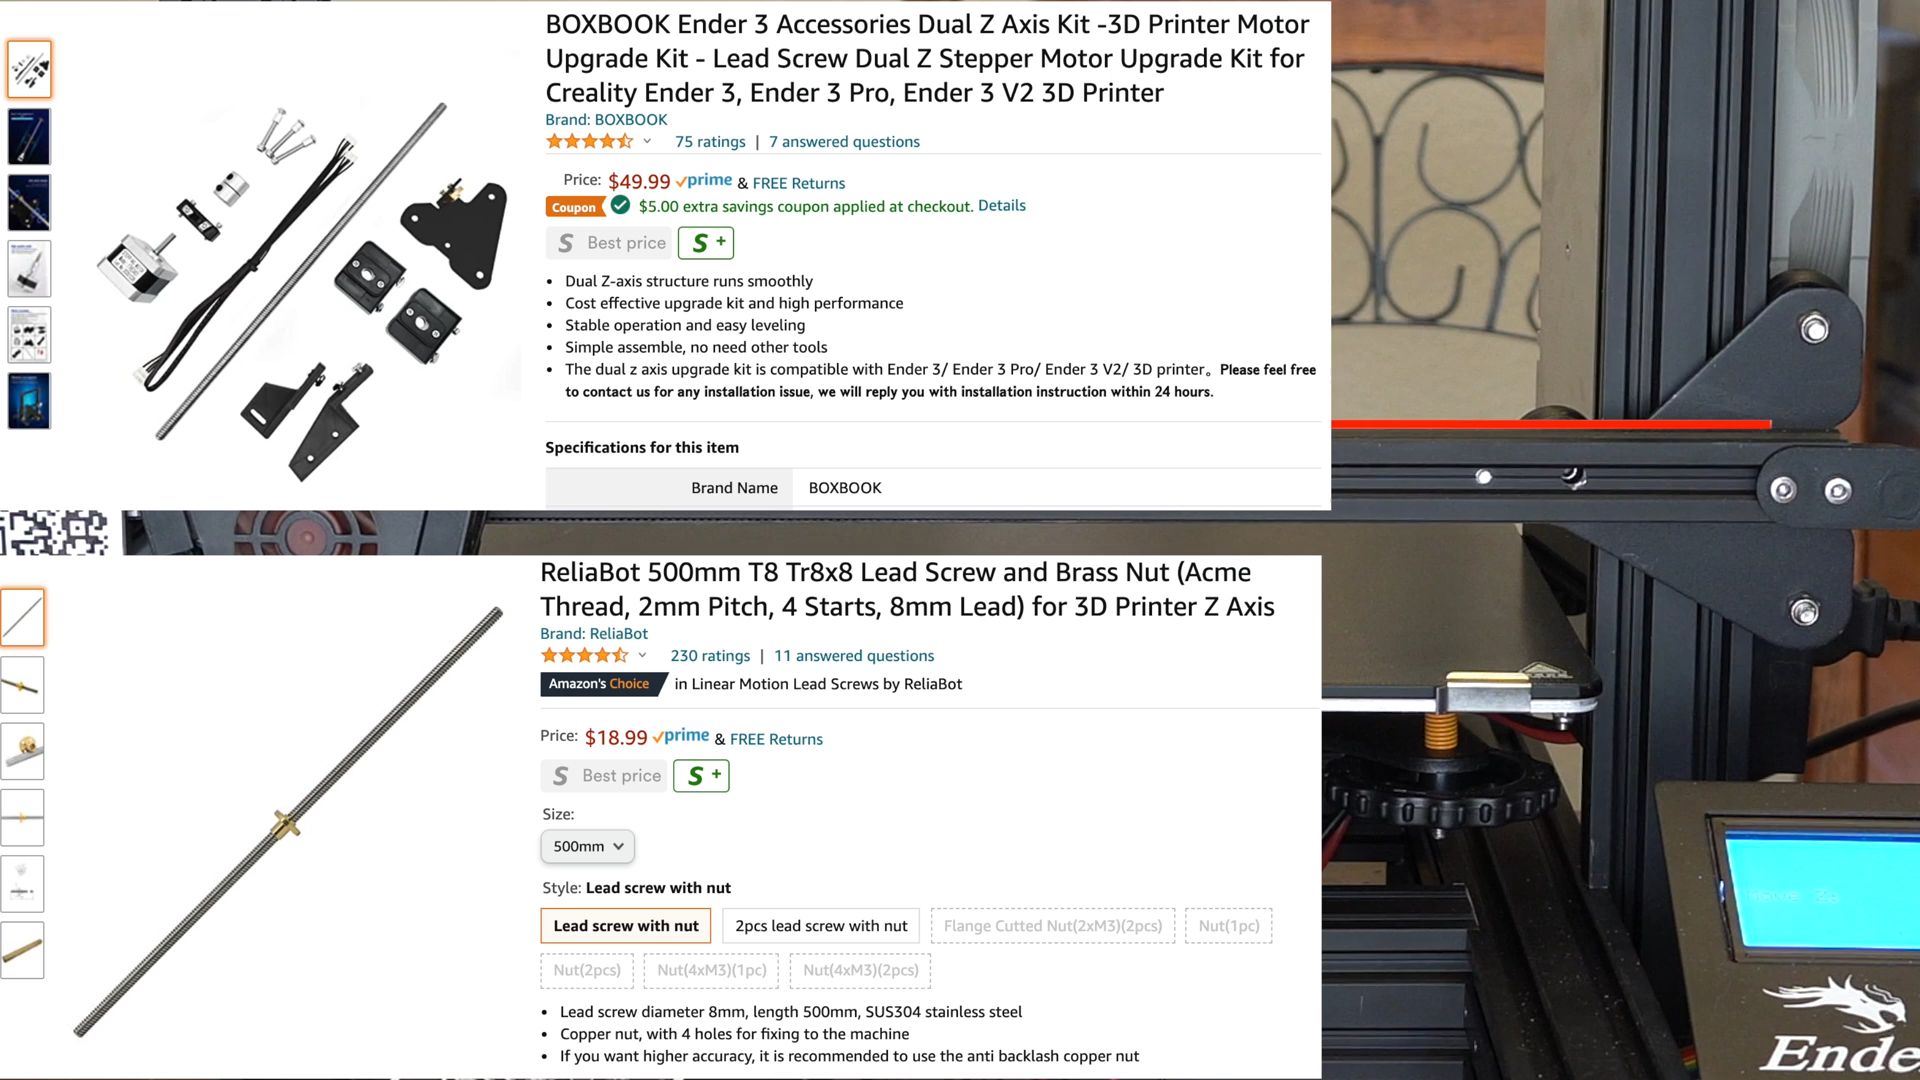 BOXBOOK Ender 3 Accessories Dual Z Axis Kit -3D Printer Motor
Upgrade Kit - Lead Screw Dual Z Stepper Motor Upgrade Kit for
Creality Ender 3, Ender 3 Pro, Ender 3 V2 3D Printer
Brand: BOXBOOK
75 ratings | 7 answered questions
Price: $49.99 prime & FREE Returns
Coupon $5.00 extra savings coupon applied at checkout. Details
S Best price S +
• Dual Z-axis structure runs smoothly
• Cost effective upgrade kit and high performance
• Stable operation and easy leveling
• Simple assemble, no need other tools
• The dual z axis upgrade kit is compatible with Ender 3/ Ender 3 Pro/ Ender 3 V2/ 3D printer。Please feel free
to contact us for any installation issue, we will reply you with installation instruction within 24 hours.
Specifications for this item
Brand Name BOXBOOK
ReliaBot 500mm T8 Tr8x8 Lead Screw and Brass Nut (Acme
Thread, 2mm Pitch, 4 Starts, 8mm Lead) for 3D Printer Z Axis
Brand: ReliaBot
230 ratings | 11 answered questions
Amazon's Choice in Linear Motion Lead Screws by ReliaBot
Price: $18.99 prime & FREE Returns
S Best price S +
Size:
500mm
Style: Lead screw with nut
Lead screw with nut 2pcs lead screw with nut Flange Cutted Nut(2xM3)(2pcs) Nut(1pc)
Nut(2pcs) Nut(4xM3)(1pc) Nut(4xM3)(2pcs)
• Lead screw diameter 8mm, length 500mm, SUS304 stainless steel
• Copper nut, with 4 holes for fixing to the machine
• If you want higher accuracy, it is recommended to use the anti backlash copper nut
Ende